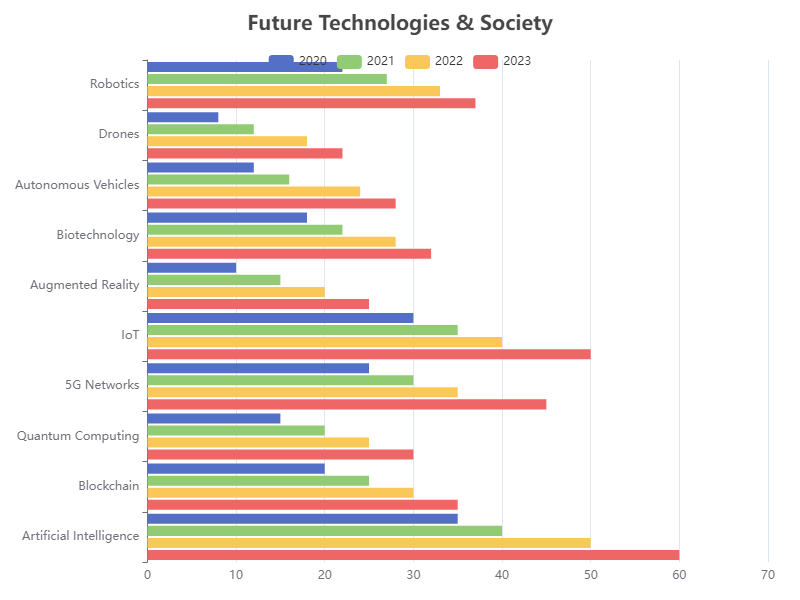 Future Technologies & Society
2020 2021 2022 2023
Robotics
Drones
Autonomous Vehicles
Biotechnology
Augmented Reality
IoT
5G Networks
Quantum Computing
Blockchain
Artificial Intelligence
0 10 20 30 40 50 60 70